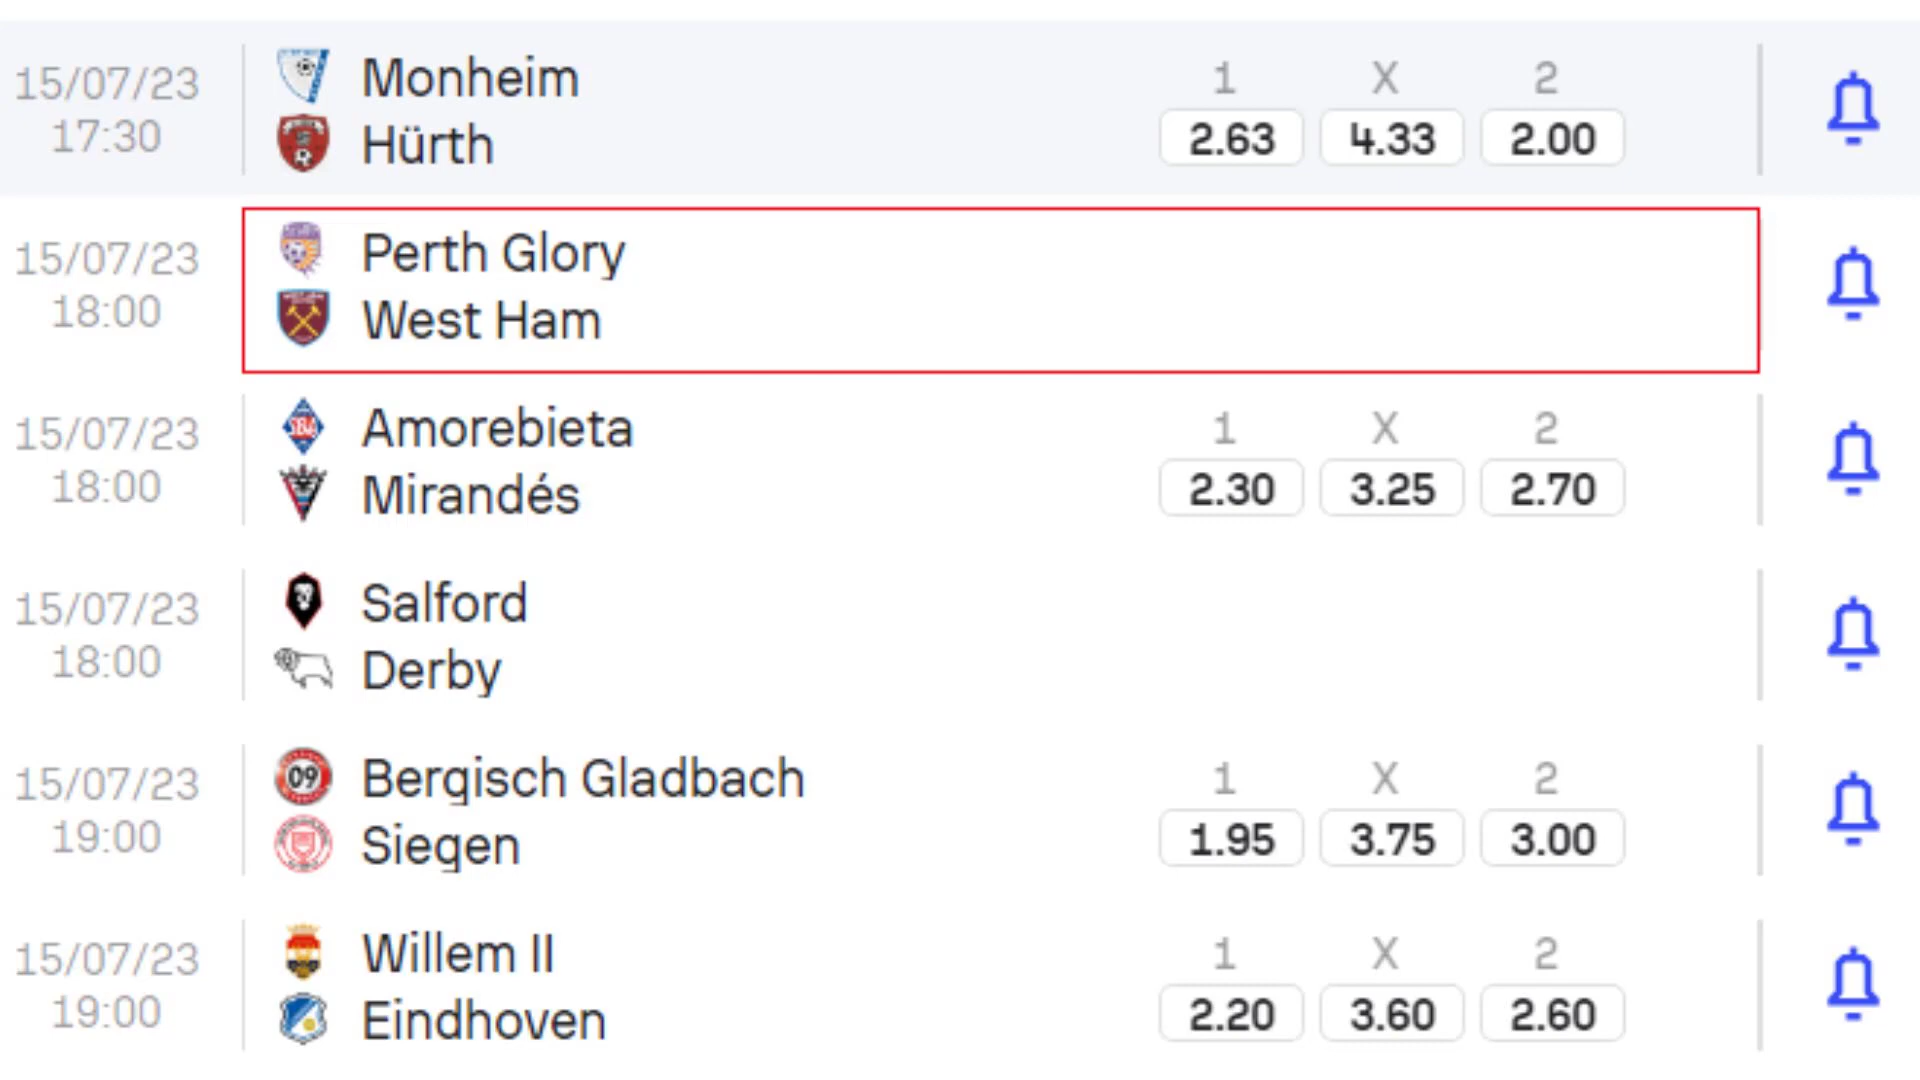 15/07/23
17:30
Monheim
Hürth
1 X 2
2.63 4.33 2.00
15/07/23
18:00
Perth Glory
West Ham
15/07/23
18:00
Amorebieta
Mirandés
1 X 2
2.30 3.25 2.70
15/07/23
18:00
Salford
Derby
15/07/23
19:00
09
Bergisch Gladbach
Siegen
1 X 2
1.95 3.75 3.00
15/07/23
19:00
Willem II
Eindhoven
1 X 2
2.20 3.60 2.60